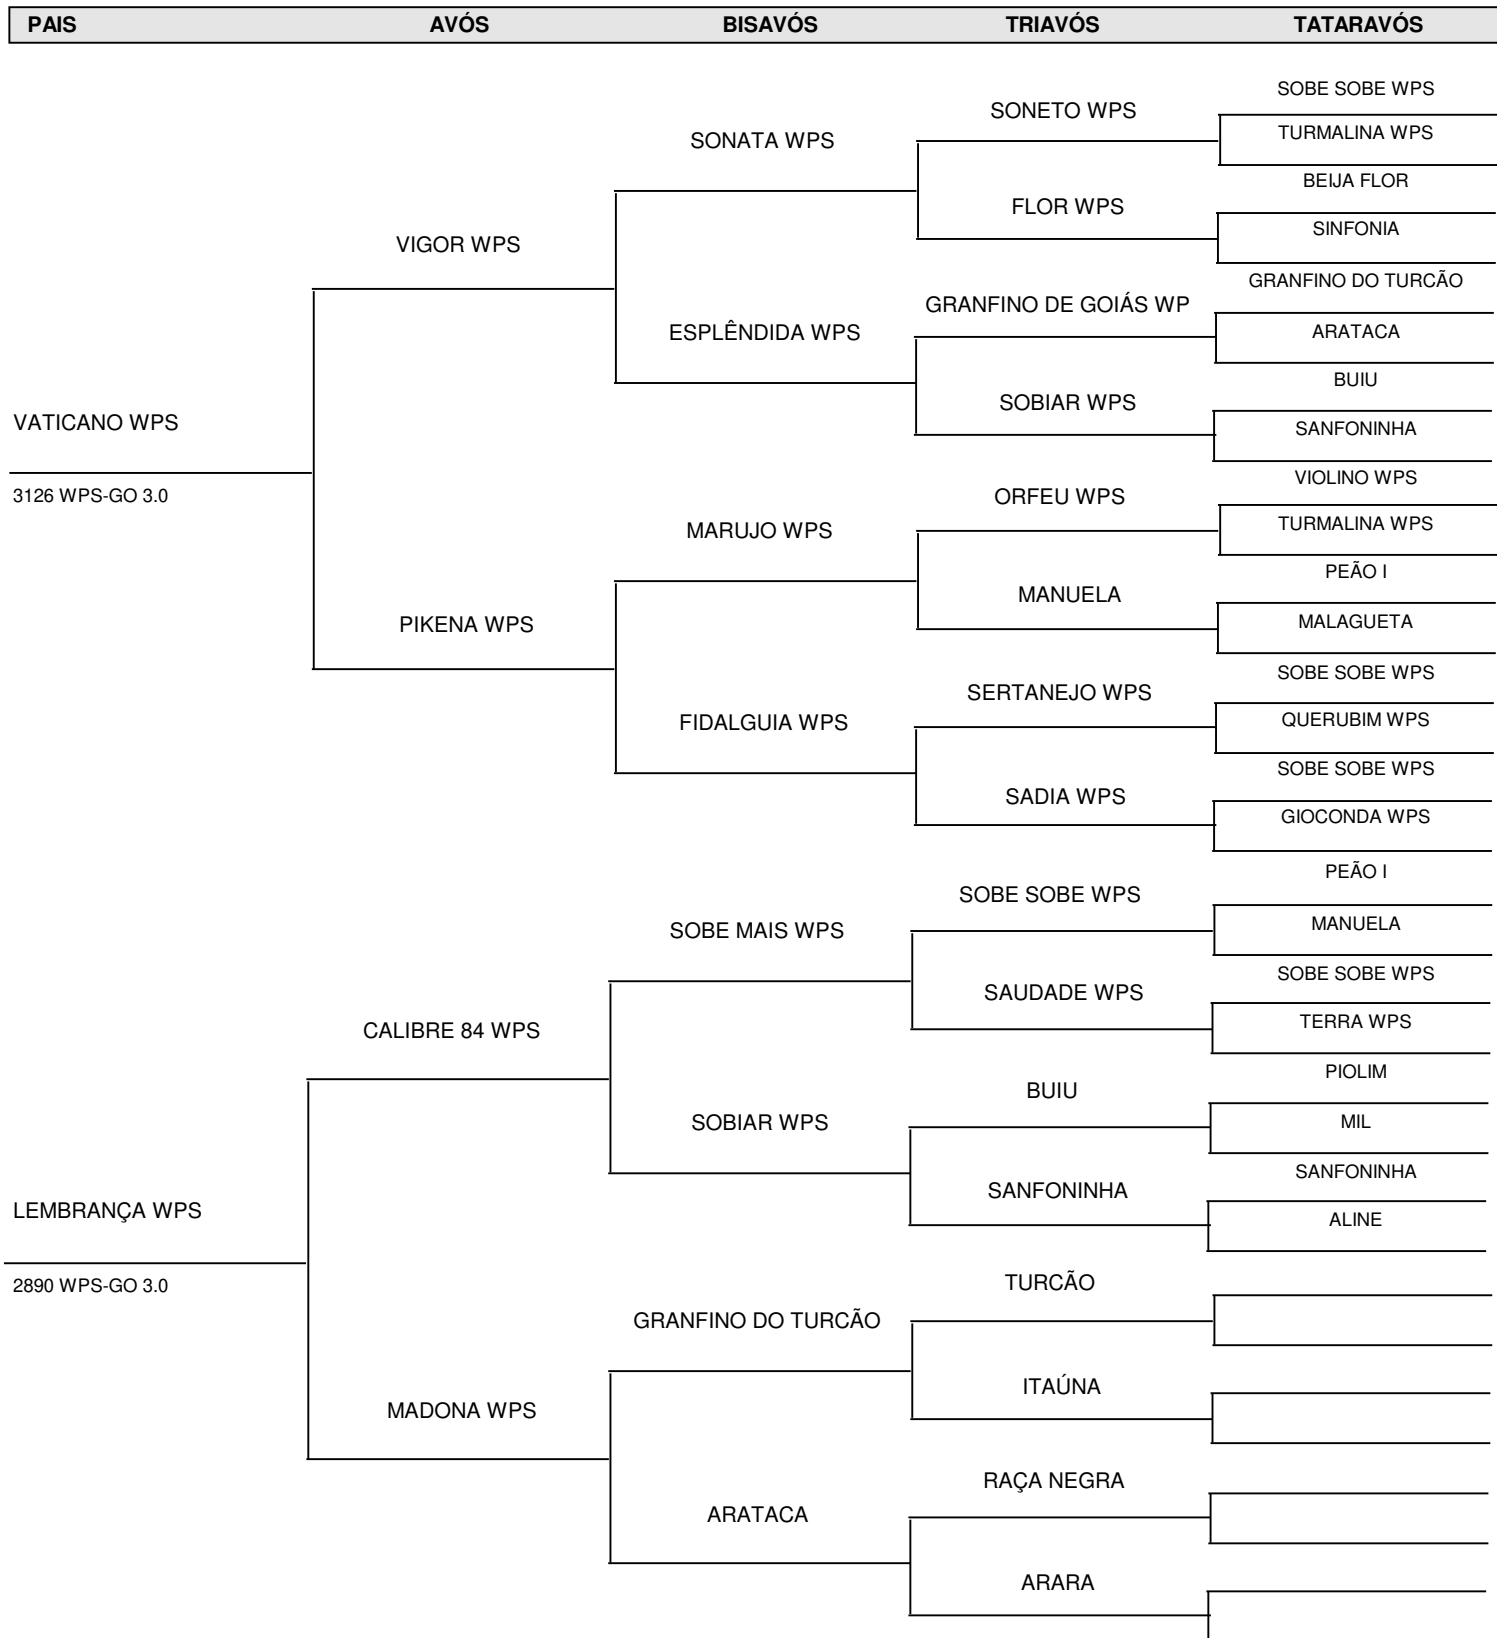 PAIS AVÓS BISAVÓS TRIAVÓS TATARAVÓS
SOBE SOBE WPS
SONETO WPS
TURMALINA WPS
SONATA WPS
BEIJA FLOR
FLOR WPS
SINFONIA
VIGOR WPS
GRANFINO DO TURCÃO
GRANFINO DE GOIÁS WP
ESPLÊNDIDA WPS
ARATACA
BUIU
SOBIAR WPS
VATICANO WPS
SANFONINHA
VIOLINO WPS
3126 WPS-GO 3.0
ORFEU WPS
TURMALINA WPS
MARUJO WPS
PEÃO I
MANUELA
MALAGUETA
PIKENA WPS
SOBE SOBE WPS
SERTANEJO WPS
QUERUBIM WPS
FIDALGUIA WPS
SOBE SOBE WPS
SADIA WPS
GIOCONDA WPS
PEÃO I
SOBE SOBE WPS
MANUELA
SOBE MAIS WPS
SOBE SOBE WPS
SAUDADE WPS
TERRA WPS
CALIBRE 84 WPS
PIOLIM
BUIU
MIL
SOBIAR WPS
SANFONINHA
SANFONINHA
LEMBRANÇA WPS
ALINE
2890 WPS-GO 3.0
TURCÃO
GRANFINO DO TURCÃO
ITAÚNA
MADONA WPS
RAÇA NEGRA
ARATACA
ARARA